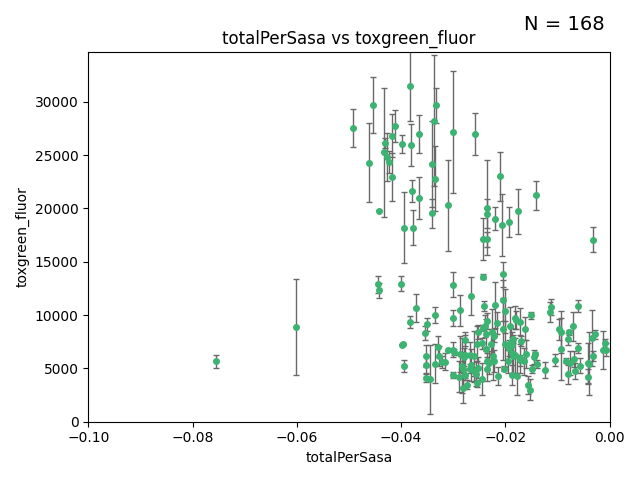 N = 168
totalPerSasa vs toxgreen_fluor
30000
25000
20000
15000
10000
5000
0
toxgreen_fluor
−0.10 −0.08 −0.06 −0.04 −0.02 0.00
totalPerSasa